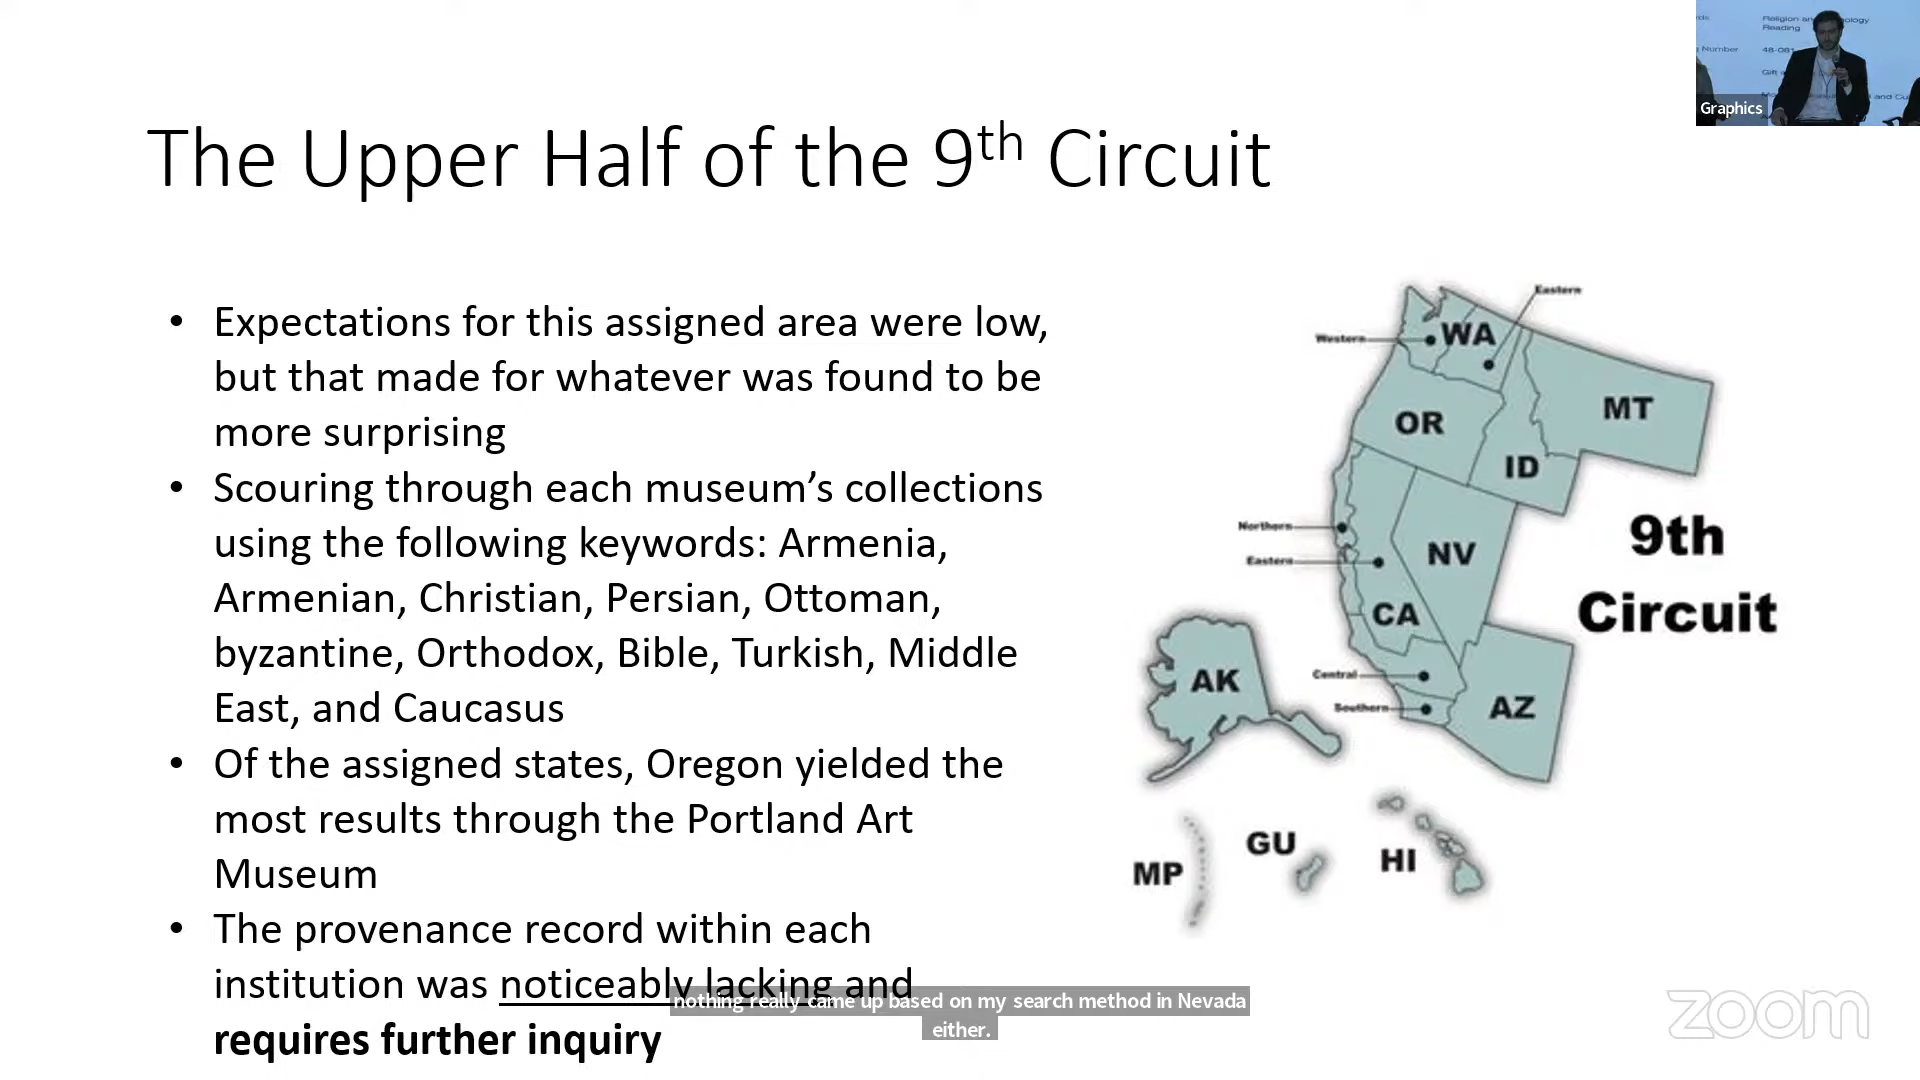 The Upper Half of the 9th Circuit
• Expectations for this assigned area were low,
but that made for whatever was found to be
more surprising
• Scouring through each museum’s collections
using the following keywords: Armenia,
Armenian, Christian, Persian, Ottoman,
byzantine, Orthodox, Bible, Turkish, Middle
East, and Caucasus
• Of the assigned states, Oregon yielded the
most results through the Portland Art
Museum
• The provenance record within each
institution was noticeably lacking and
requires further inquiry
nothing really came up based on my search method in Nevada
either.
Eastern
Western
WA
MT
OR
ID
Northern
9th
Circuit
Eastern
NV
CA
Central
AK
Southern
AZ
MP
GU
HI
Religion
Reading
Number
Graphics
zoom